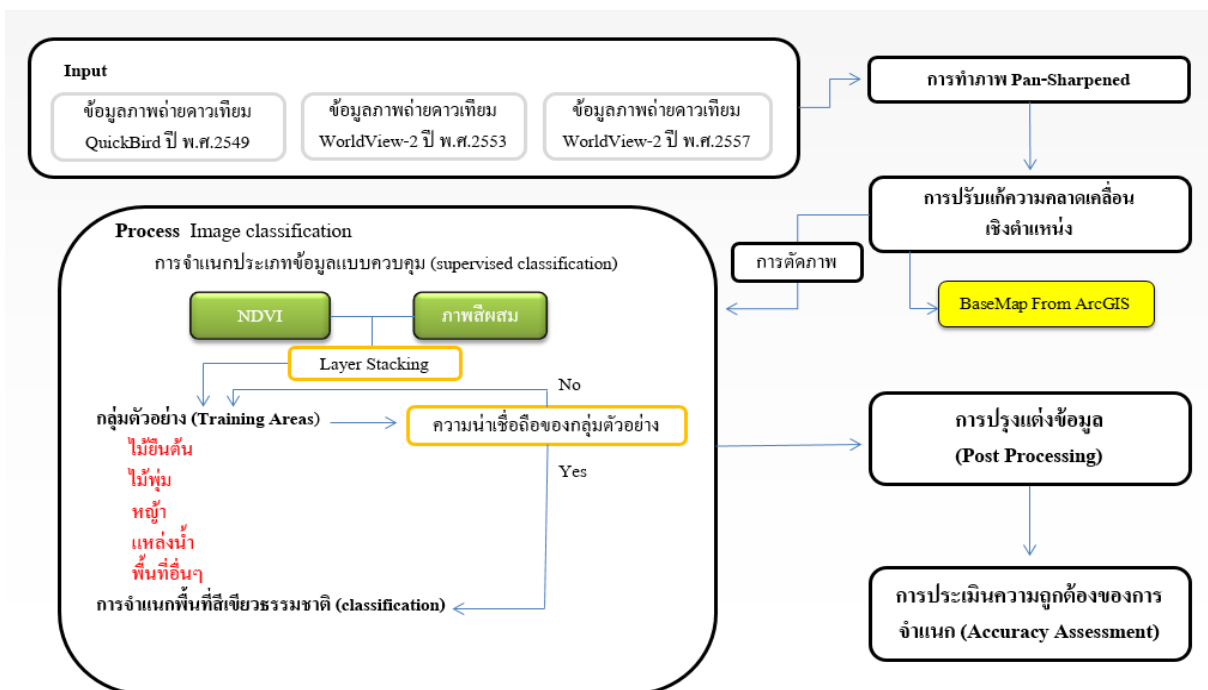 Input
ข้อมูลภาพถ่ายดาวเทียม
QuickBird ปี พ.ศ.2549
ข้อมูลภาพถ่ายดาวเทียม
WorldView-2 ปี พ.ศ.2553
ข้อมูลภาพถ่ายดาวเทียม
WorldView-2 ปี พ.ศ.2557
การทำภาพ Pan-Sharpened
การปรับแก้ความคลาดเคลื่อน
เชิงตำแหน่ง
การตัดภาพ
BaseMap From ArcGIS
Process Image classification
การจำแนกประเภทข้อมูลแบบควบคุม (supervised classification)
NDVI
ภาพสีผสม
Layer Stacking
No
กลุ่มตัวอย่าง (Training Areas)
ความน่าเชื่อถือของกลุ่มตัวอย่าง
Yes
ไม้ยืนต้น
ไม้พุ่ม
หญ้า
แหล่งน้ำ
พื้นที่อื่นๆ
การจำแนกพื้นที่สีเขียวธรรมชาติ (classification)
การปรุงแต่งข้อมูล
(Post Processing)
การประเมินความถูกต้องของการ
จำแนก (Accuracy Assessment)